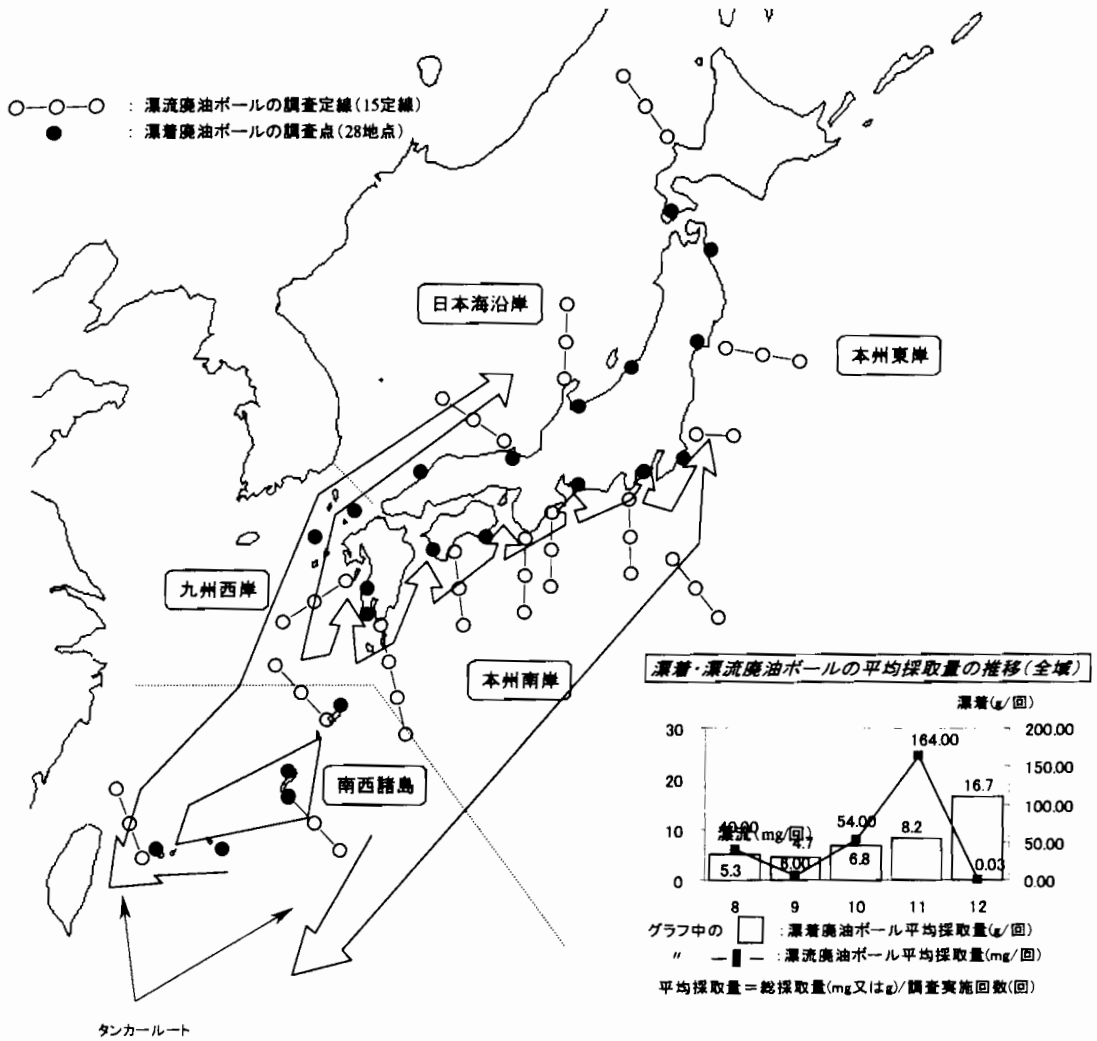 ○—○—○ : 漂流廃油ボールの調査定線(15定線)
● : 漂着廃油ボールの調査点(28地点)
日本海沿岸
本州東岸
九州西岸
本州南岸
南西諸島
タンカールート
漂着・漂流廃油ボールの平均採取量の推移(全域)
漂着(g/回)
漂流(mg/回)
30
20
10
0
200.00
150.00
100.00
50.00
0.00
40.00
8.00
54.00
164.00
0.03
5.3
4.7
6.8
8.2
16.7
8 9 10 11 12
グラフ中の □ :漂着廃油ボール平均採取量(g/回)
〃 —■— :漂流廃油ボール平均採取量(mg/回)
平均採取量=総採取量(mg又はg)/調査実施回数(回)